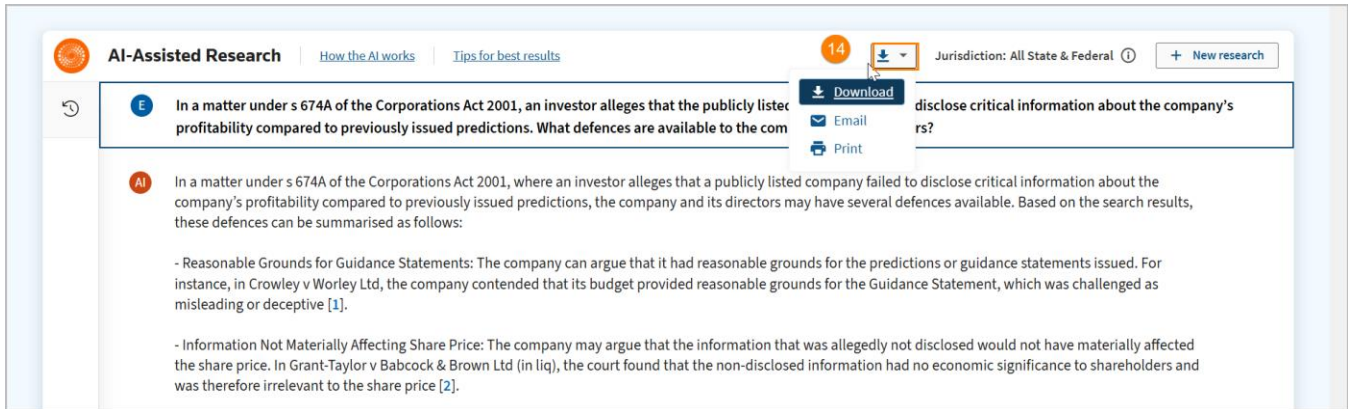 AI-Assisted Research How the AI works Tips for best results 14 Jurisdiction: All State & Federal + New research
E In a matter under s 674A of the Corporations Act 2001, an investor alleges that the publicly listed disclose critical information about the company's
profitability compared to previously issued predictions. What defences are available to the com rs?
Download
Email
Print
AI In a matter under s 674A of the Corporations Act 2001, where an investor alleges that a publicly listed company failed to disclose critical information about the
company's profitability compared to previously issued predictions, the company and its directors may have several defences available. Based on the search results,
these defences can be summarised as follows:
- Reasonable Grounds for Guidance Statements: The company can argue that it had reasonable grounds for the predictions or guidance statements issued. For
instance, in Crowley v Worley Ltd, the company contended that its budget provided reasonable grounds for the Guidance Statement, which was challenged as
misleading or deceptive [1].
- Information Not Materially Affecting Share Price: The company may argue that the information that was allegedly not disclosed would not have materially affected
the share price. In Grant-Taylor v Babcock & Brown Ltd (in liq), the court found that the non-disclosed information had no economic significance to shareholders and
was therefore irrelevant to the share price [2].